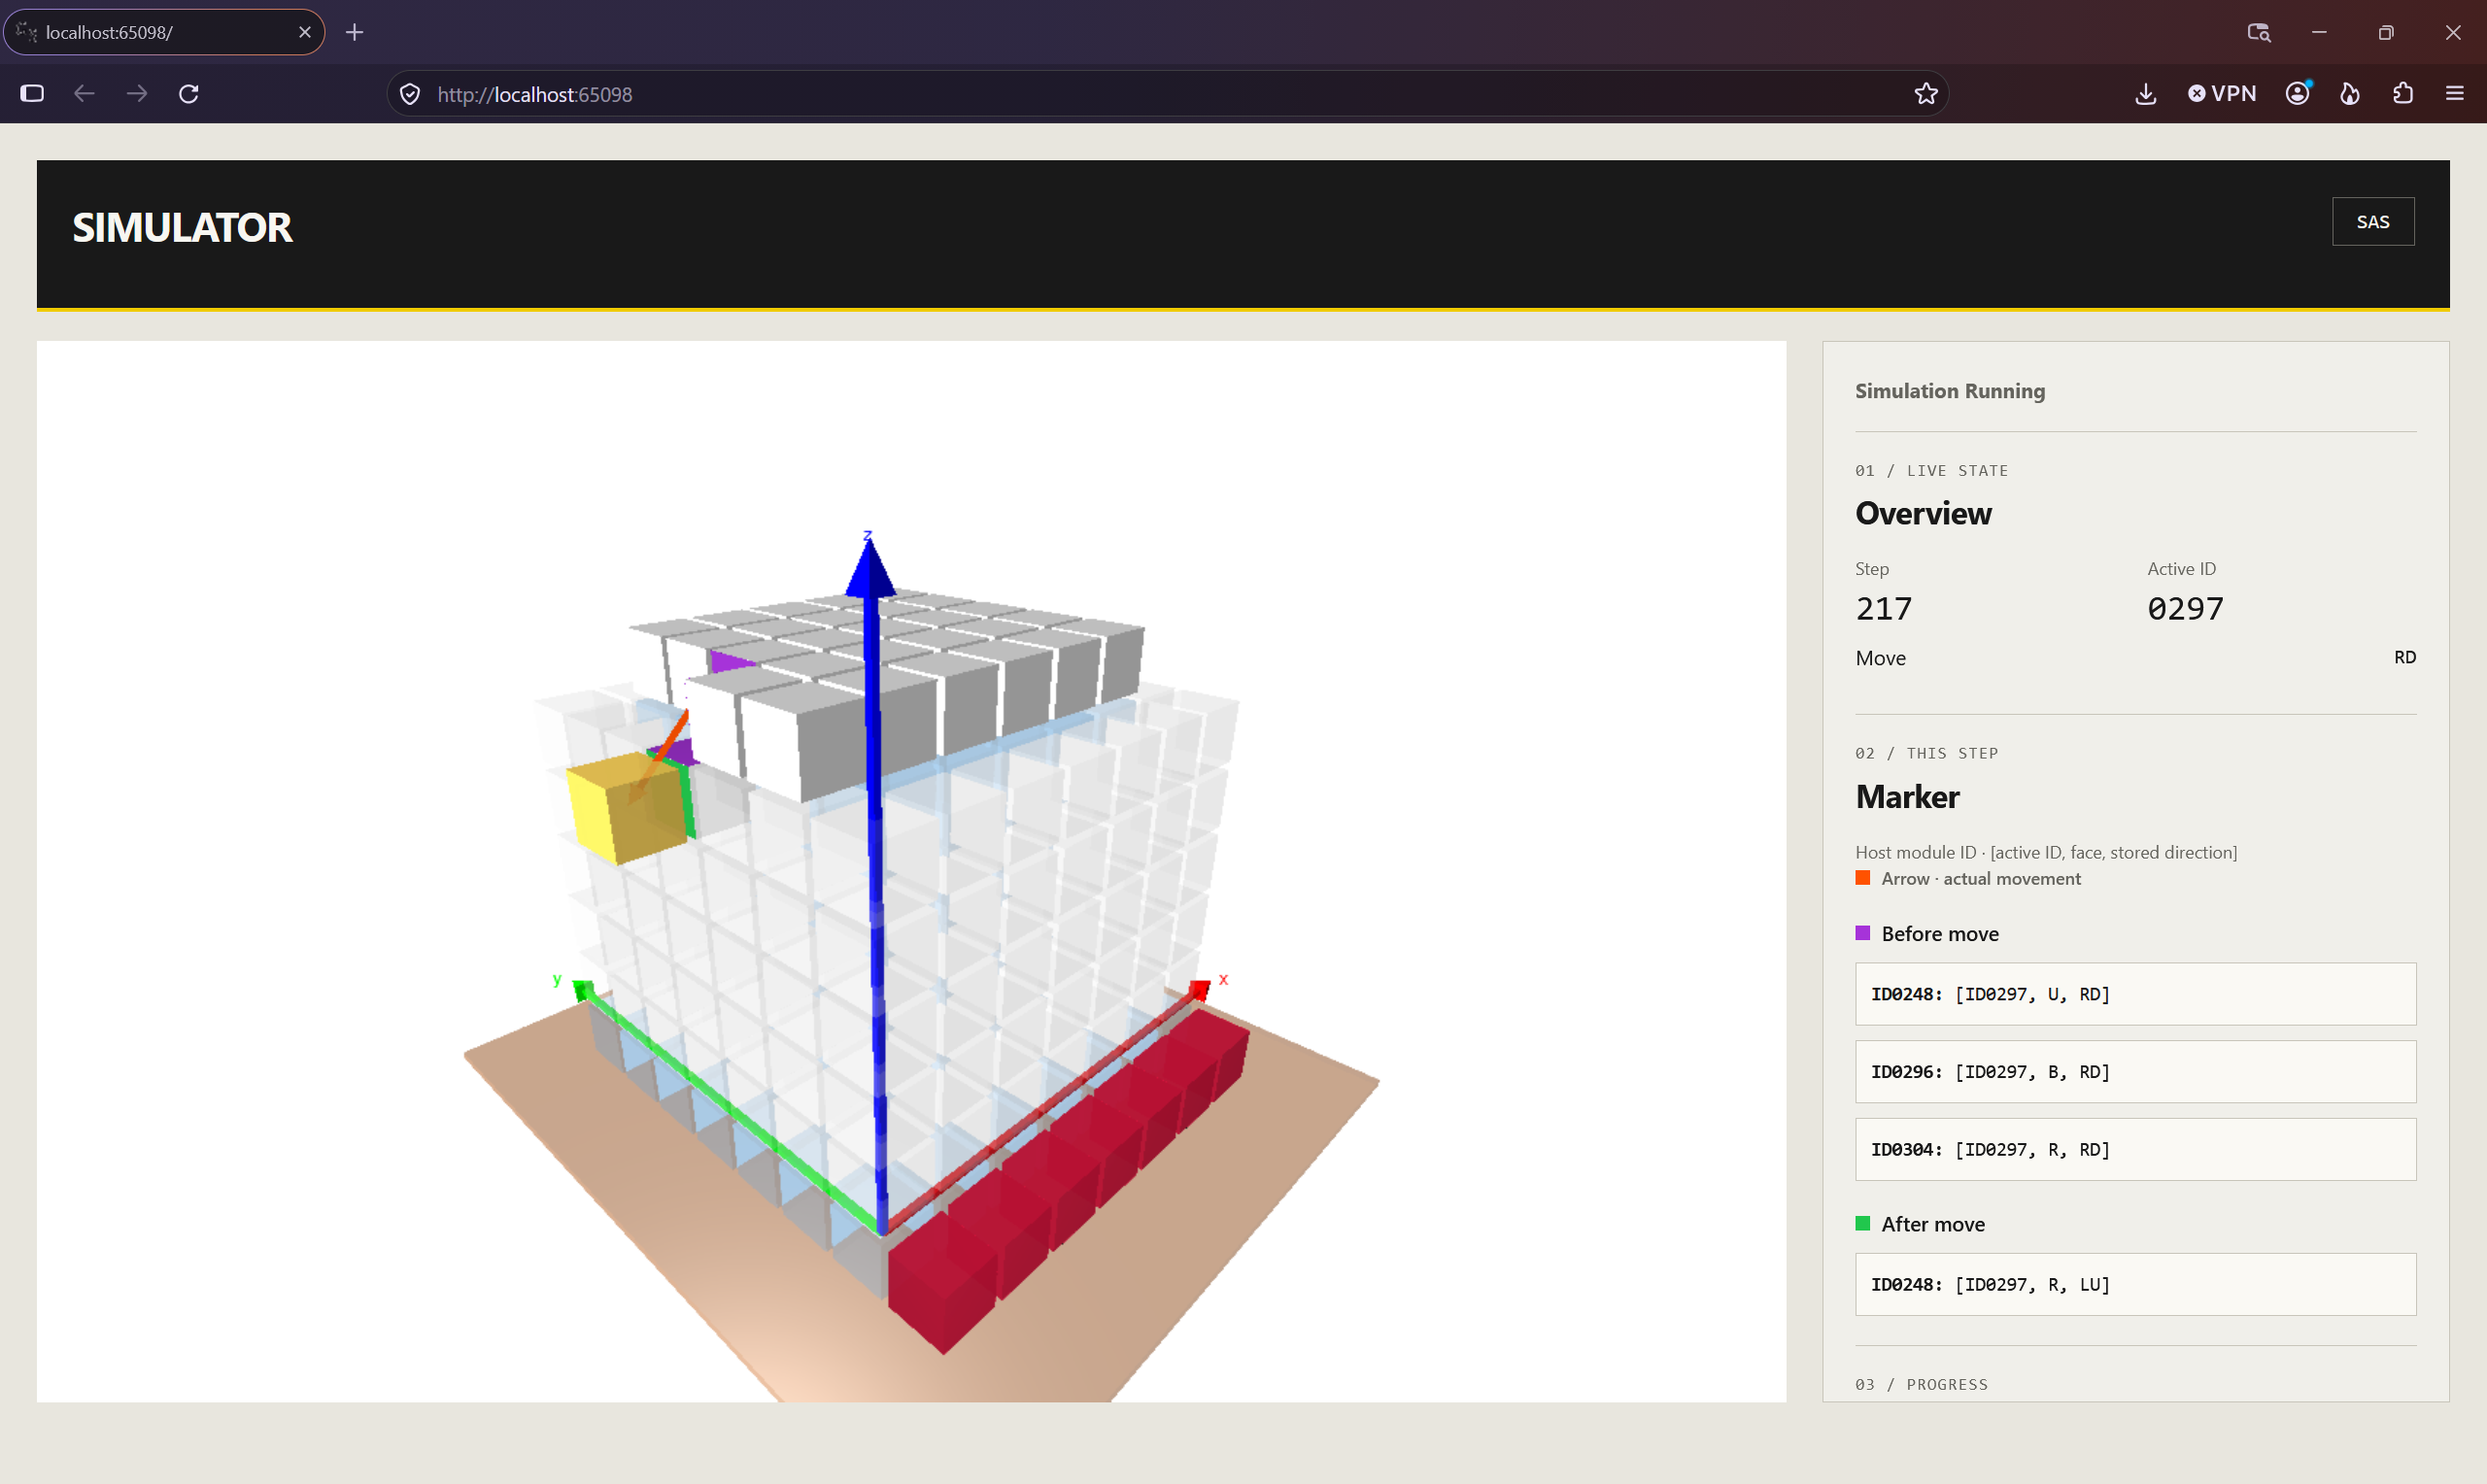 localhost:65098/
http://localhost:65098
VPN
SIMULATOR
SAS
z
y
x
Simulation Running
01 / LIVE STATE
Overview
Step
Active ID
217
0297
Move
RD
02 / THIS STEP
Marker
Host module ID · [active ID, face, stored direction]
Arrow · actual movement
Before move
ID0248: [ID0297, U, RD]
ID0296: [ID0297, B, RD]
ID0304: [ID0297, R, RD]
After move
ID0248: [ID0297, R, LU]
03 / PROGRESS